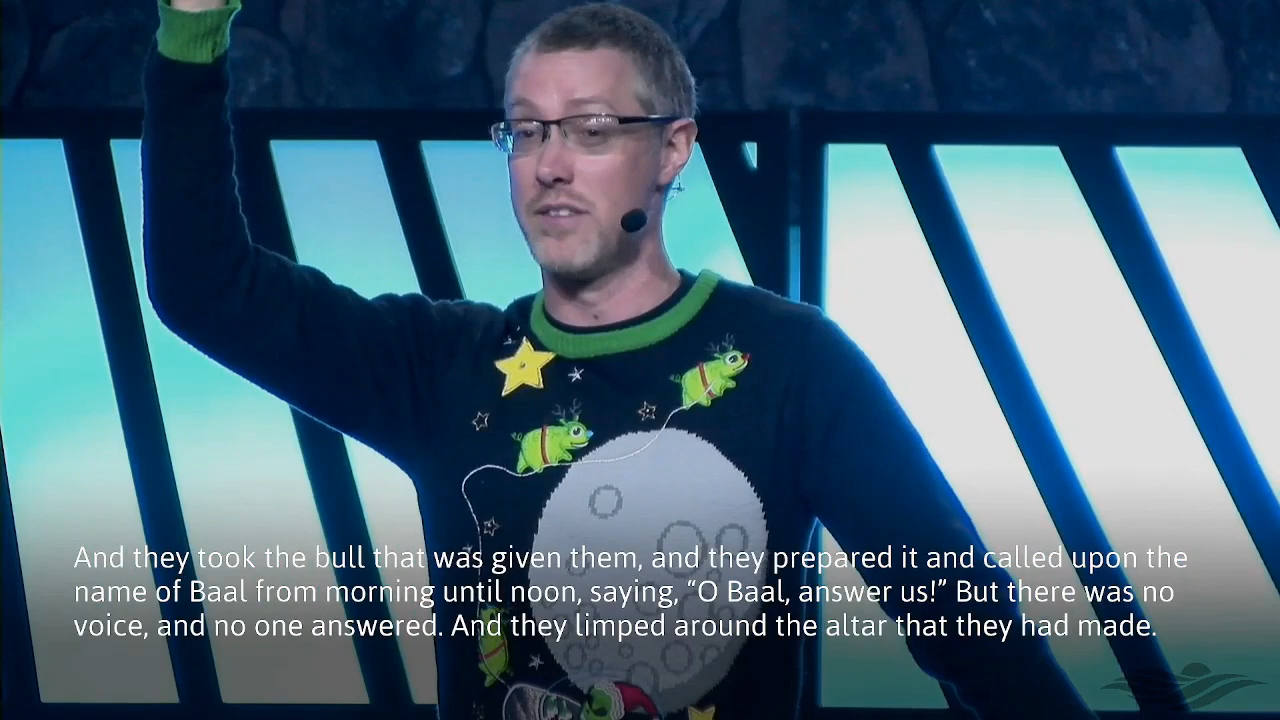 And they took the bull that was given them, and they prepared it and called upon the
name of Baal from morning until noon, saying, “O Baal, answer us!” But there was no
voice, and no one answered. And they limped around the altar that they had made.